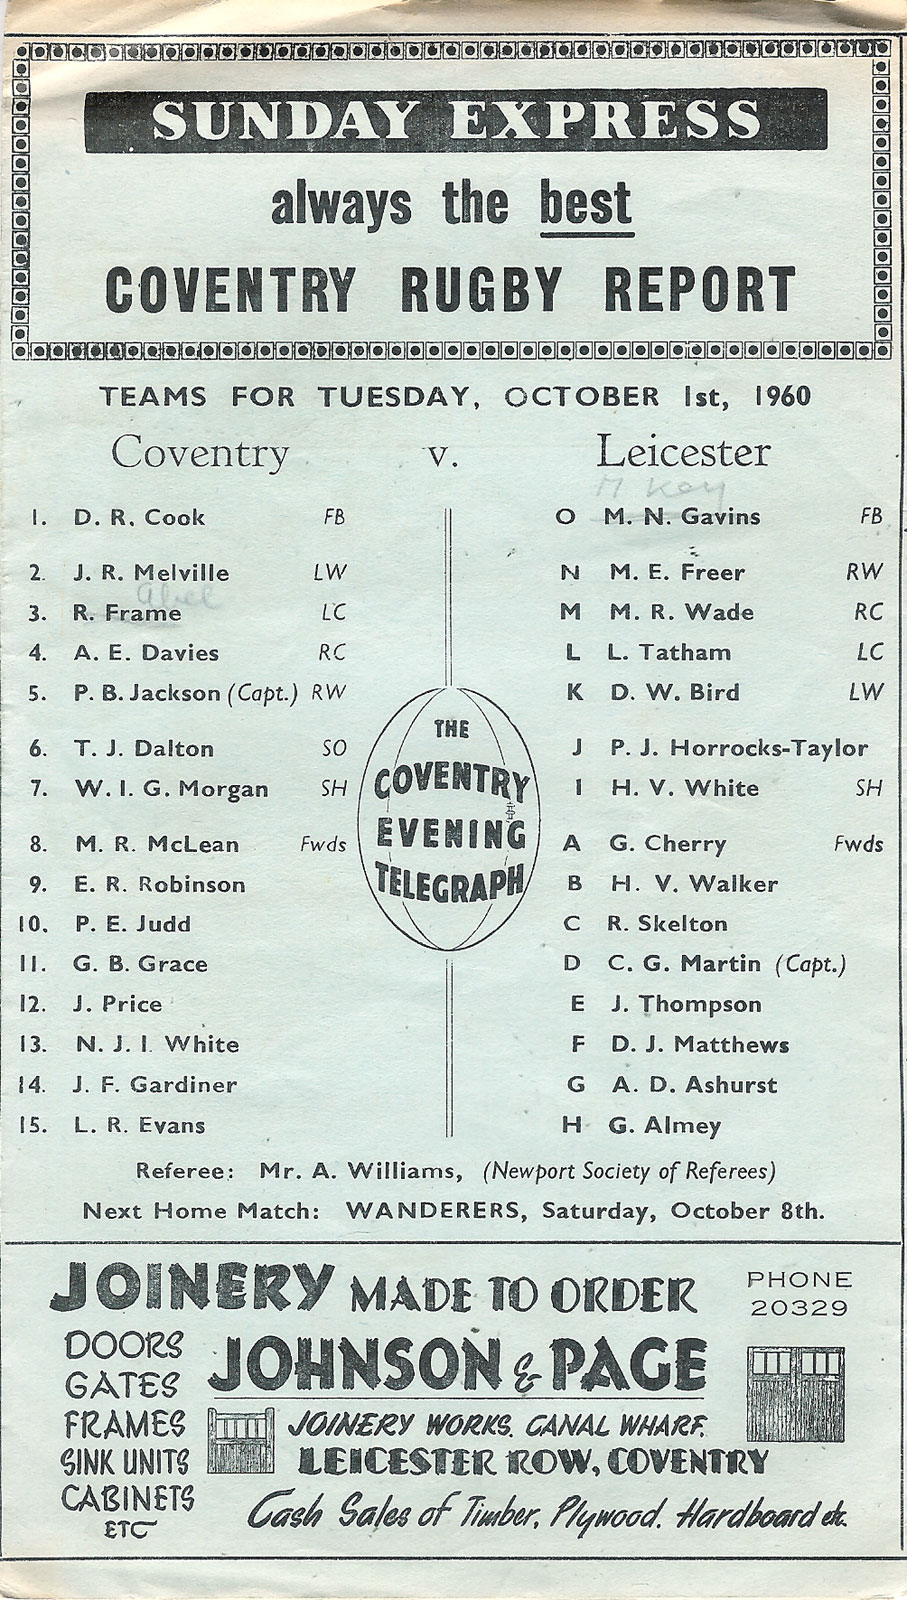 SUNDAY EXPRESS
always the best
COVENTRY RUGBY REPORT
TEAMS FOR TUESDAY, OCTOBER 1st, 1960
Coventry v. Leicester
M Key
1. D. R. Cook FB O M. N. Gavins FB
2. J. R. Melville LW N M. E. Freer RW
Abel
3. R. Frame LC M M. R. Wade RC
4. A. E. Davies RC L L. Tatham LC
5. P. B. Jackson (Capt.) RW K D. W. Bird LW
6. T. J. Dalton SO J P. J. Horrocks-Taylor
7. W. I. G. Morgan SH I H. V. White SH
8. M. R. McLean Fwds A G. Cherry Fwds
9. E. R. Robinson B H. V. Walker
10. P. E. Judd C R. Skelton
11. G. B. Grace D C. G. Martin (Capt.)
12. J. Price E J. Thompson
13. N. J. I. White F D. J. Matthews
14. J. F. Gardiner G A. D. Ashurst
15. L. R. Evans H G. Almey
THE
COVENTRY
EVENING
TELEGRAPH
Referee: Mr. A. Williams, (Newport Society of Referees)
Next Home Match: WANDERERS, Saturday, October 8th.
JOINERY MADE TO ORDER
PHONE
20329
DOORS
GATES
FRAMES
SINK UNITS
CABINETS
ETC
JOHNSON & PAGE
JOINERY WORKS. CANAL WHARF.
LEICESTER ROW, COVENTRY
Cash Sales of Timber, Plywood. Hardboard etc.